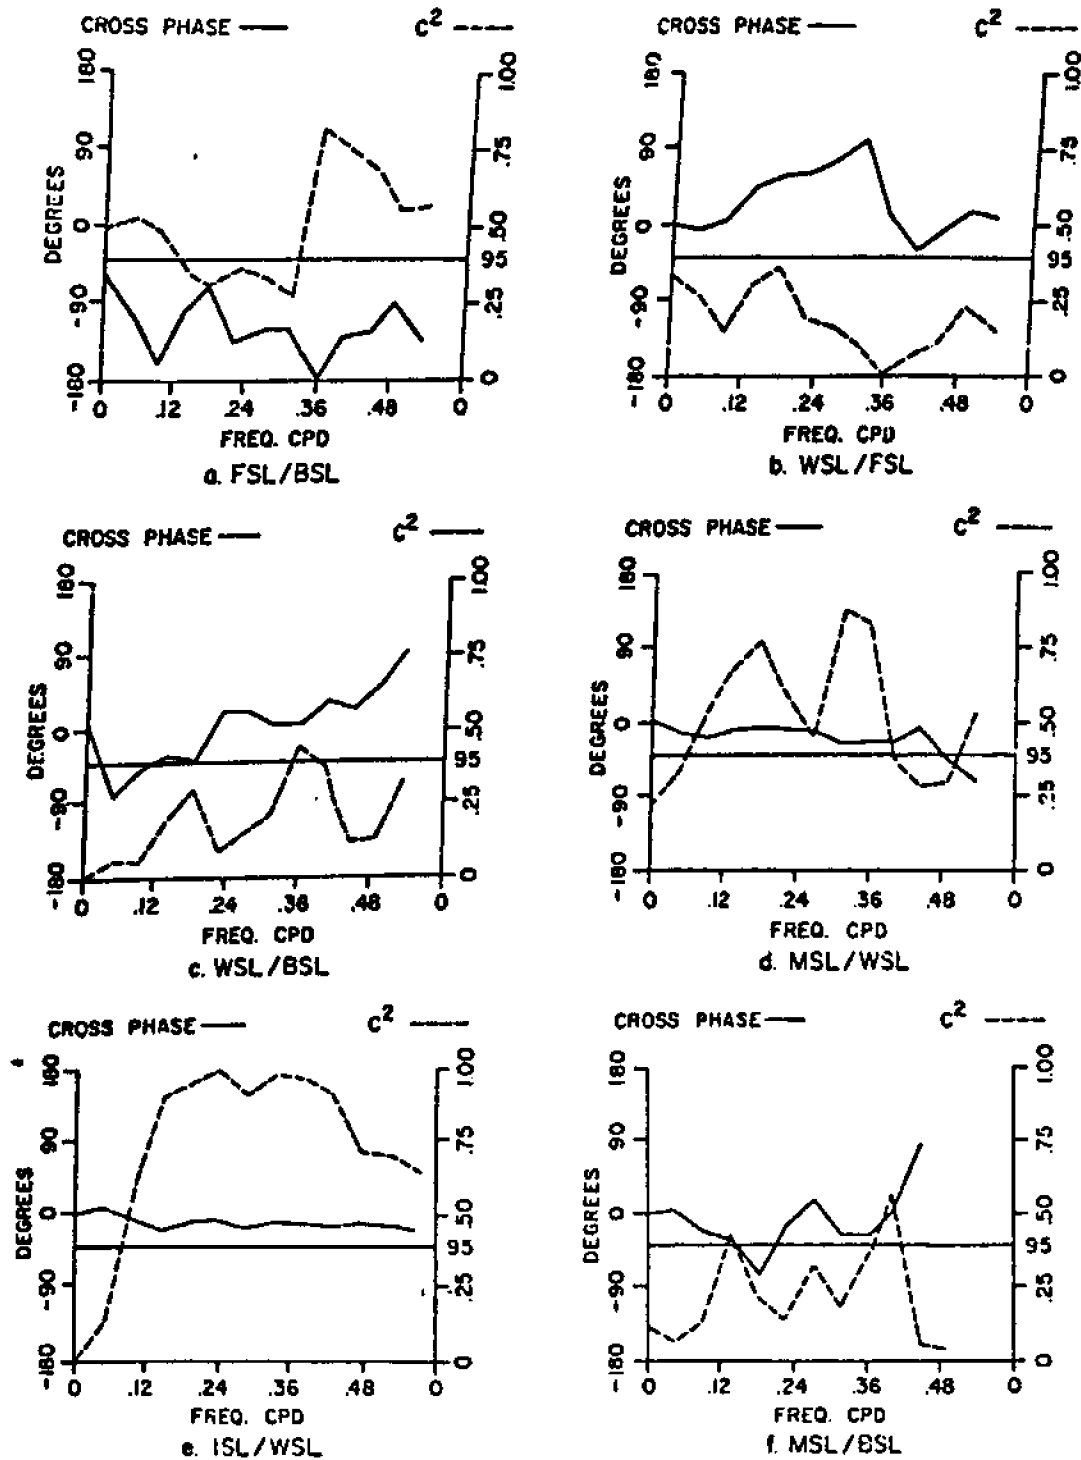 CROSS PHASE C²
180 90 0 -90 -180
DEGREES
1.00 .75 .50 95 .25 0
0 .12 .24 .36 .48 0
FREQ. CPD
a. FSL/BSL
CROSS PHASE C²
180 90 0 -90 -180
DEGREES
1.00 .75 .50 95 .25 0
0 .12 .24 .36 .48 0
FREQ. CPD
b. WSL/FSL
CROSS PHASE C²
180 90 0 -90 -180
DEGREES
1.00 .75 .50 95 .25 0
0 .12 .24 .36 .48 0
FREQ. CPD
c. WSL/BSL
CROSS PHASE C²
180 90 0 -90 -180
DEGREES
1.00 .75 .50 95 .25 0
0 .12 .24 .36 .48 0
FREQ. CPD
d. MSL/WSL
CROSS PHASE C²
180 90 0 -90 -180
DEGREES
1.00 .75 .50 95 .25 0
0 .12 .24 .36 .48 0
FREQ. CPD
e. ISL/WSL
CROSS PHASE C²
180 90 0 -90 -180
DEGREES
1.00 .75 .50 95 .25 0
0 .12 .24 .36 .48 0
FREQ. CPD
f. MSL/BSL